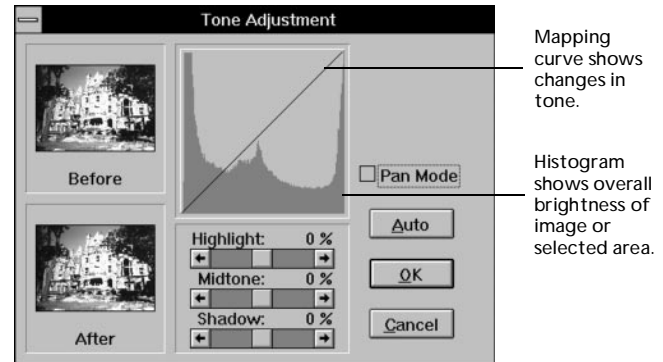 Tone Adjustment
Before
After
Highlight: 0 %
Midtone: 0 %
Shadow: 0 %
Pan Mode
Auto
OK
Cancel
Mapping
curve shows
changes in
tone.
Histogram
shows overall
brightness of
image or
selected area.